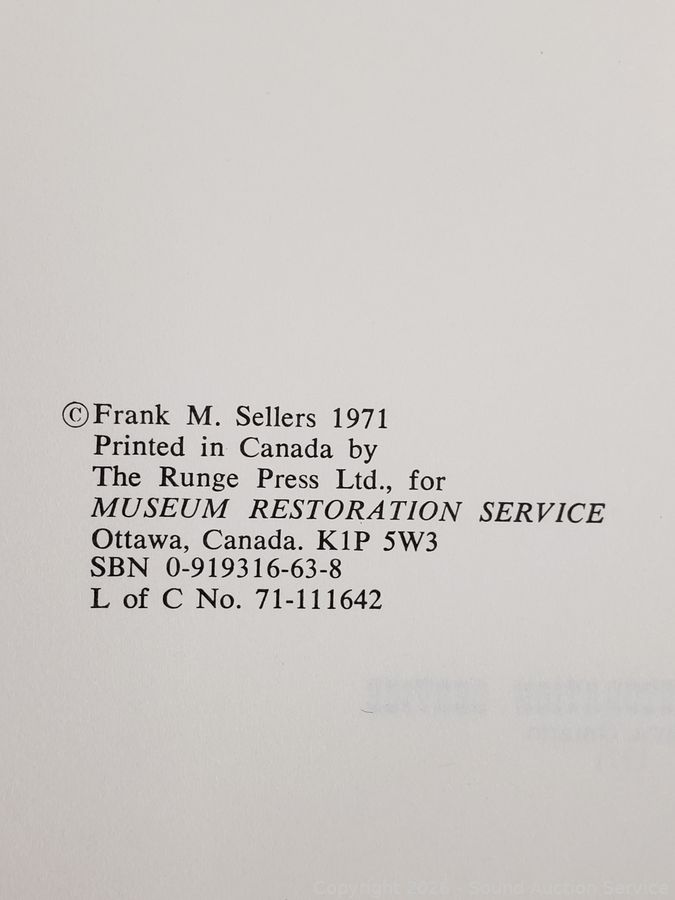 ©Frank M. Sellers 1971
Printed in Canada by
The Runge Press Ltd., for
MUSEUM RESTORATION SERVICE
Ottawa, Canada. K1P 5W3
SBN 0-919316-63-8
L of C No. 71-111642
Copyright 2026 - Sound Auction Service